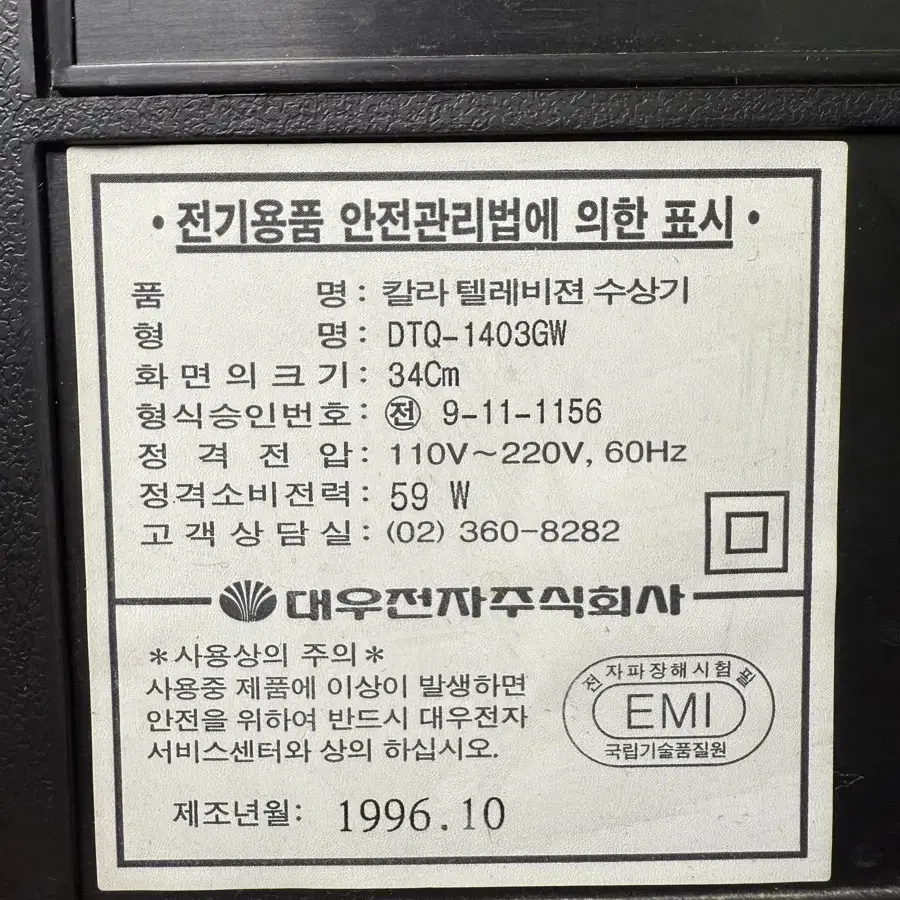 • 전기용품 안전관리법에 의한 표시 •
품 명 : 칼라 텔레비젼 수상기
형 명 : DTQ-1403GW
화면의크기 : 34Cm
형식승인번호 : 전 9-11-1156
정격전압 : 110V~220V, 60Hz
정격소비전력 : 59 W
고객상담실 : (02) 360-8282
대우전자주식회사
*사용상의 주의*
사용중 제품에 이상이 발생하면
안전을 위하여 반드시 대우전자
서비스센터와 상의 하십시오.
전자파장해시험필
EMI
국립기술품질원
제조년월: 1996.10